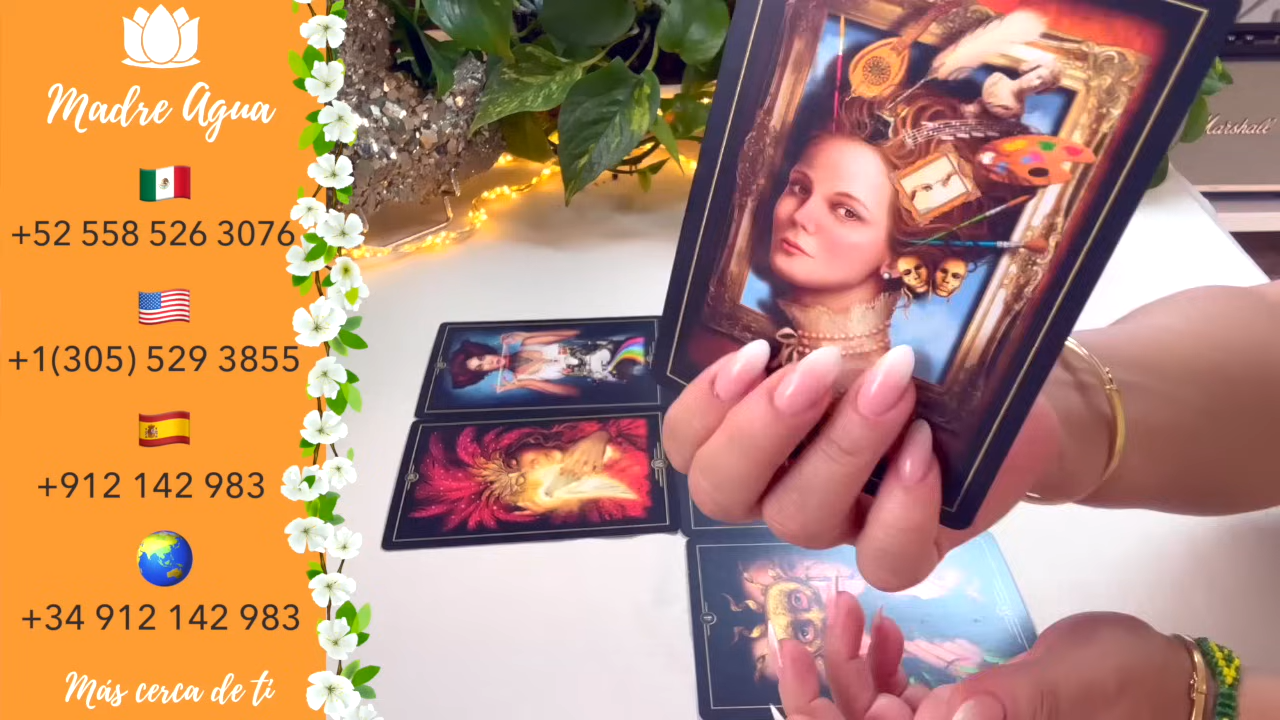 Madre Agua
+52 558 526 3076
+1(305) 529 3855
+912 142 983
+34 912 142 983
Más cerca de ti
Marshall